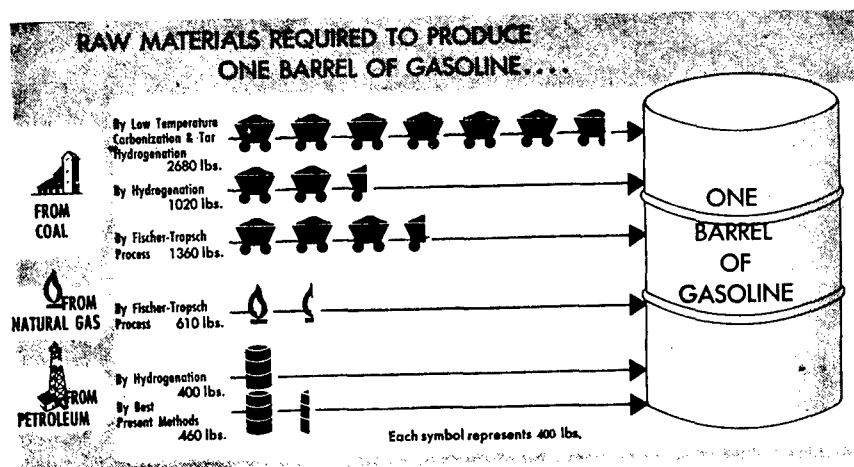 RAW MATERIALS REQUIRED TO PRODUCE
ONE BARREL OF GASOLINE....
By Low Temperature
Carbonization & Tar
Hydrogenation
2680 lbs.
By Hydrogenation
1020 lbs.
FROM
COAL
By Fischer-Tropsch
Process 1360 lbs.
FROM
NATURAL GAS
By Fischer-Tropsch
Process 610 lbs.
FROM
PETROLEUM
By Hydrogenation
400 lbs.
By Best
Present Methods
460 lbs.
Each symbol represents 400 lbs.
ONE
BARREL
OF
GASOLINE